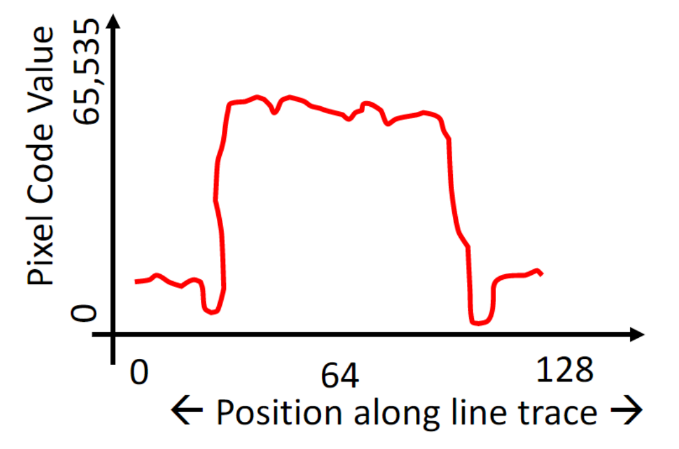 Pixel Code Value
65,535
0
0 64 128
← Position along line trace →